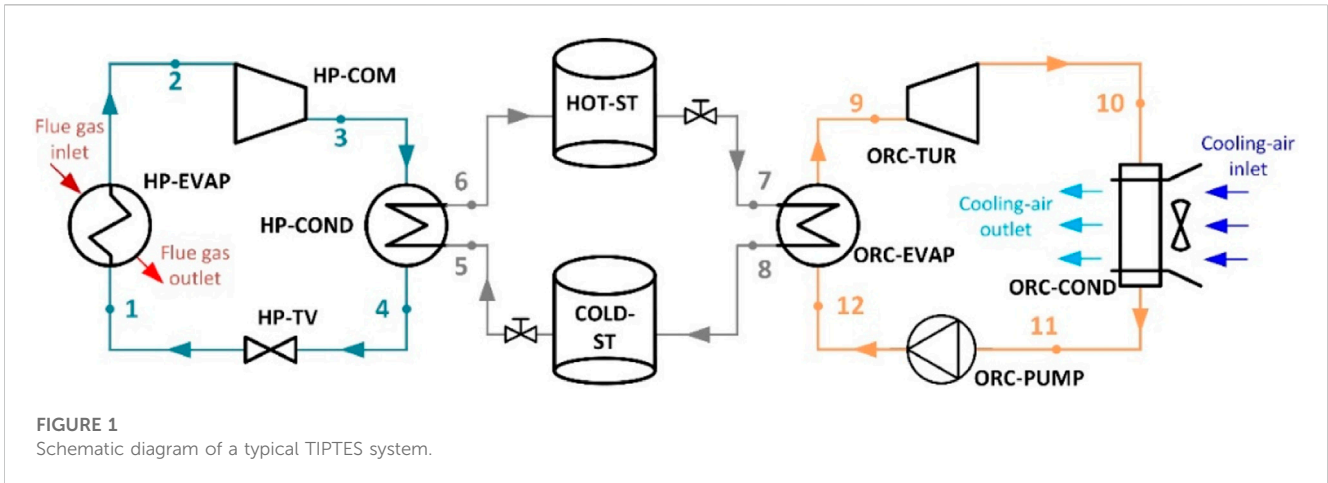 2
HP-COM
3
Flue gas
inlet
HP-EVAP
Flue gas
outlet
1
HP-TV
4
HP-COND
6
5
HOT-ST
COLD-
ST
7
8
9
ORC-TUR
10
Cooling-air
inlet
Cooling-air
outlet
ORC-EVAP
ORC-COND
12
11
ORC-PUMP
FIGURE 1
Schematic diagram of a typical TIPTES system.